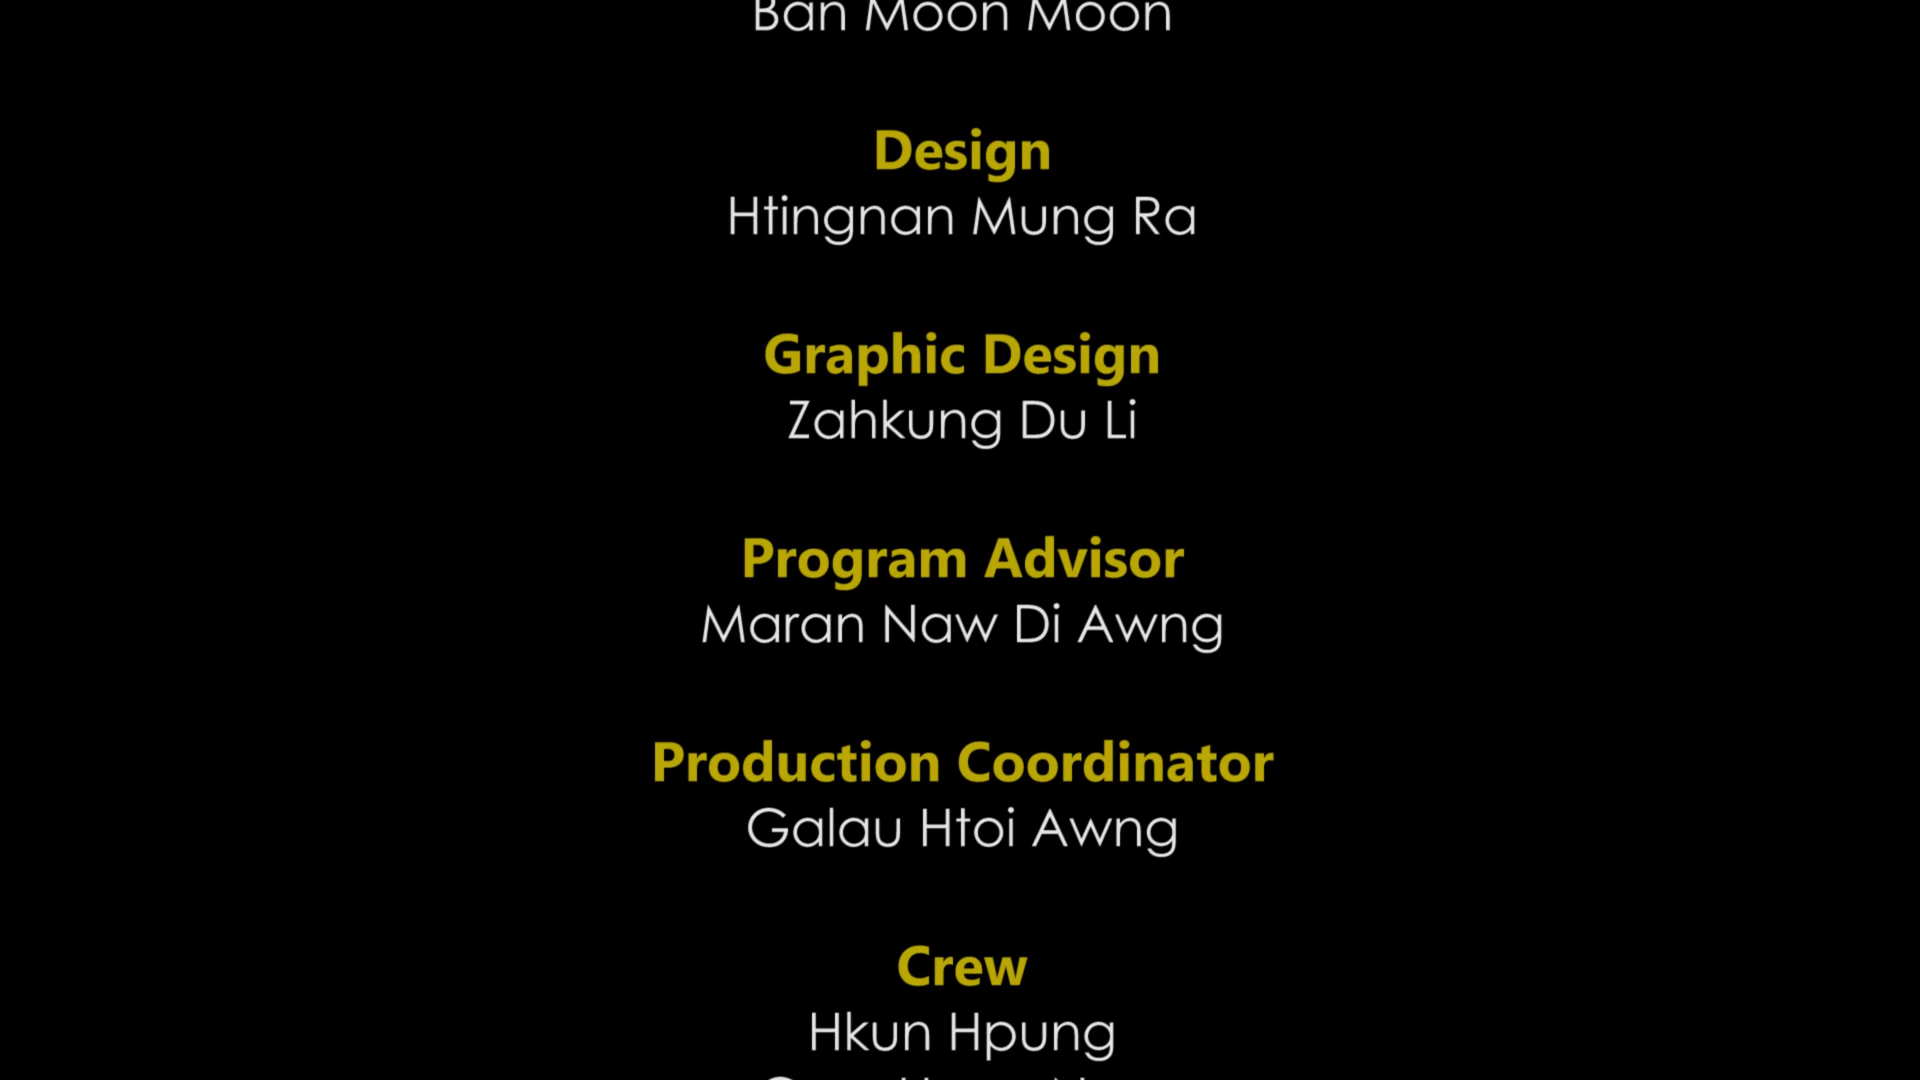 Ban Moon Moon
Design
Htingnan Mung Ra
Graphic Design
Zahkung Du Li
Program Advisor
Maran Naw Di Awng
Production Coordinator
Galau Htoi Awng
Crew
Hkun Hpung